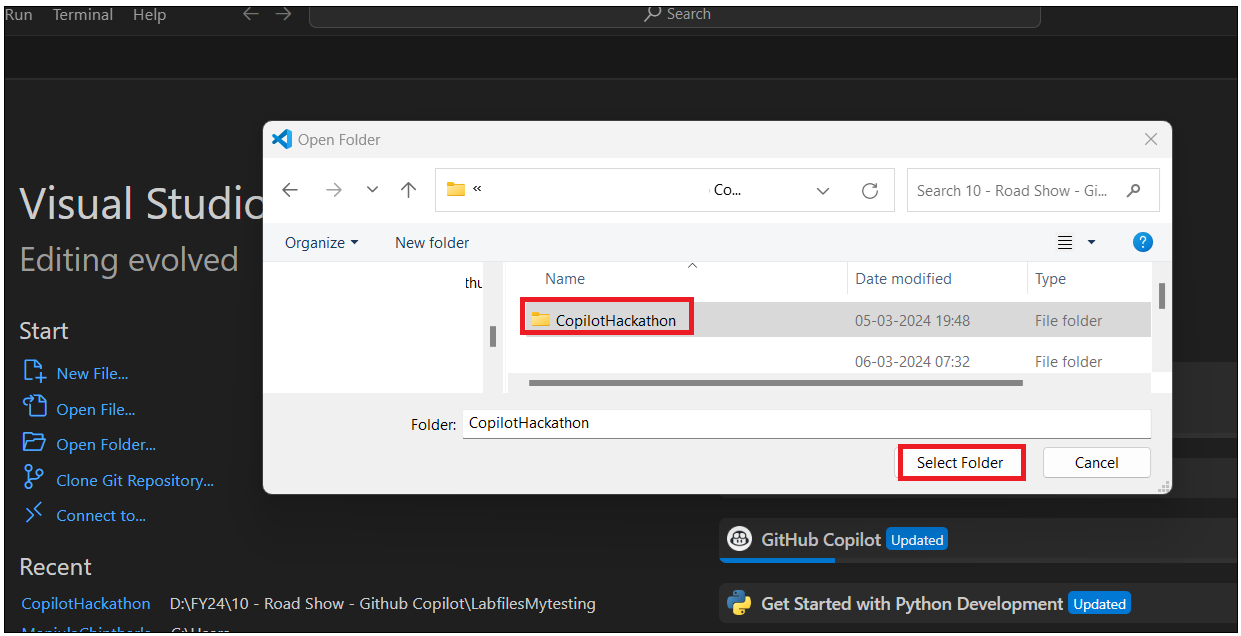 Run Terminal Help Search
Open Folder
« Co... Search 10 - Road Show - Gi...
Organize New folder ?
thu
Name Date modified Type
CopilotHackathon 05-03-2024 19:48 File folder
06-03-2024 07:32 File folder
Folder: CopilotHackathon
Select Folder Cancel
Visual Studio
Editing evolved
Start
New File...
Open File...
Open Folder...
Clone Git Repository...
Connect to...
Recent
CopilotHackathon D:\FY24\10 - Road Show - Github Copilot\LabfilesMytesting
GitHub Copilot Updated
Get Started with Python Development Updated